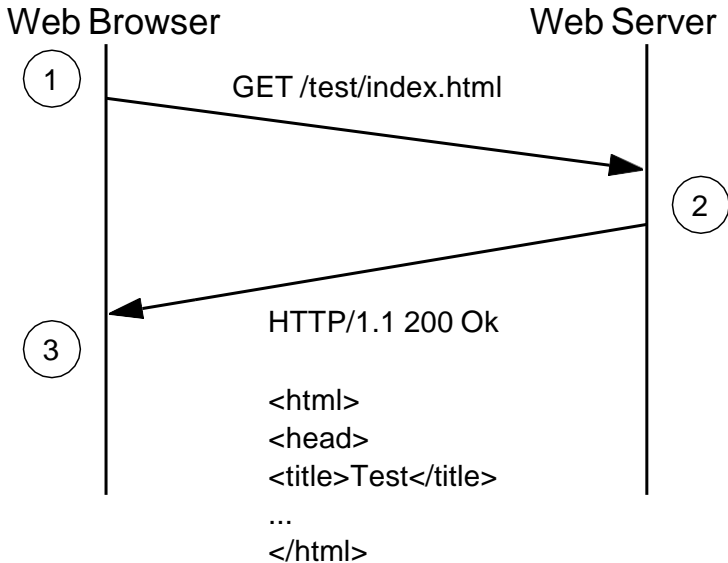 Web Browser
Web Server
1
GET /test/index.html
2
HTTP/1.1 200 Ok
3
<html>
<head>
<title>Test</title>
...
</html>